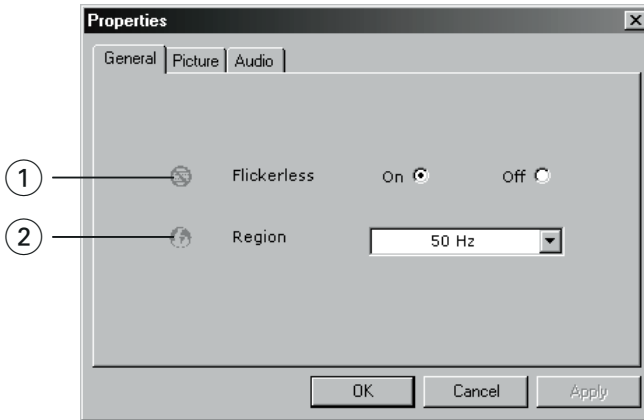 Properties
General Picture Audio
1 Flickerless On Off
2 Region 50 Hz
OK Cancel Apply